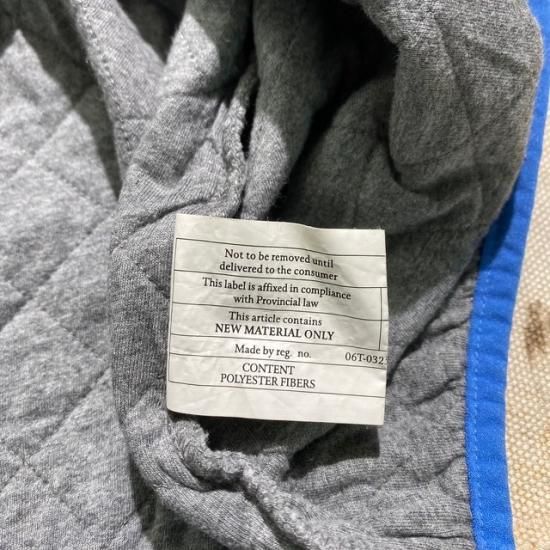 Not to be removed until
delivered to the consumer
This label is affixed in compliance
with Provincial law
This article contains
NEW MATERIAL ONLY
Made by reg. no. 06T-032
CONTENT
POLYESTER FIBERS